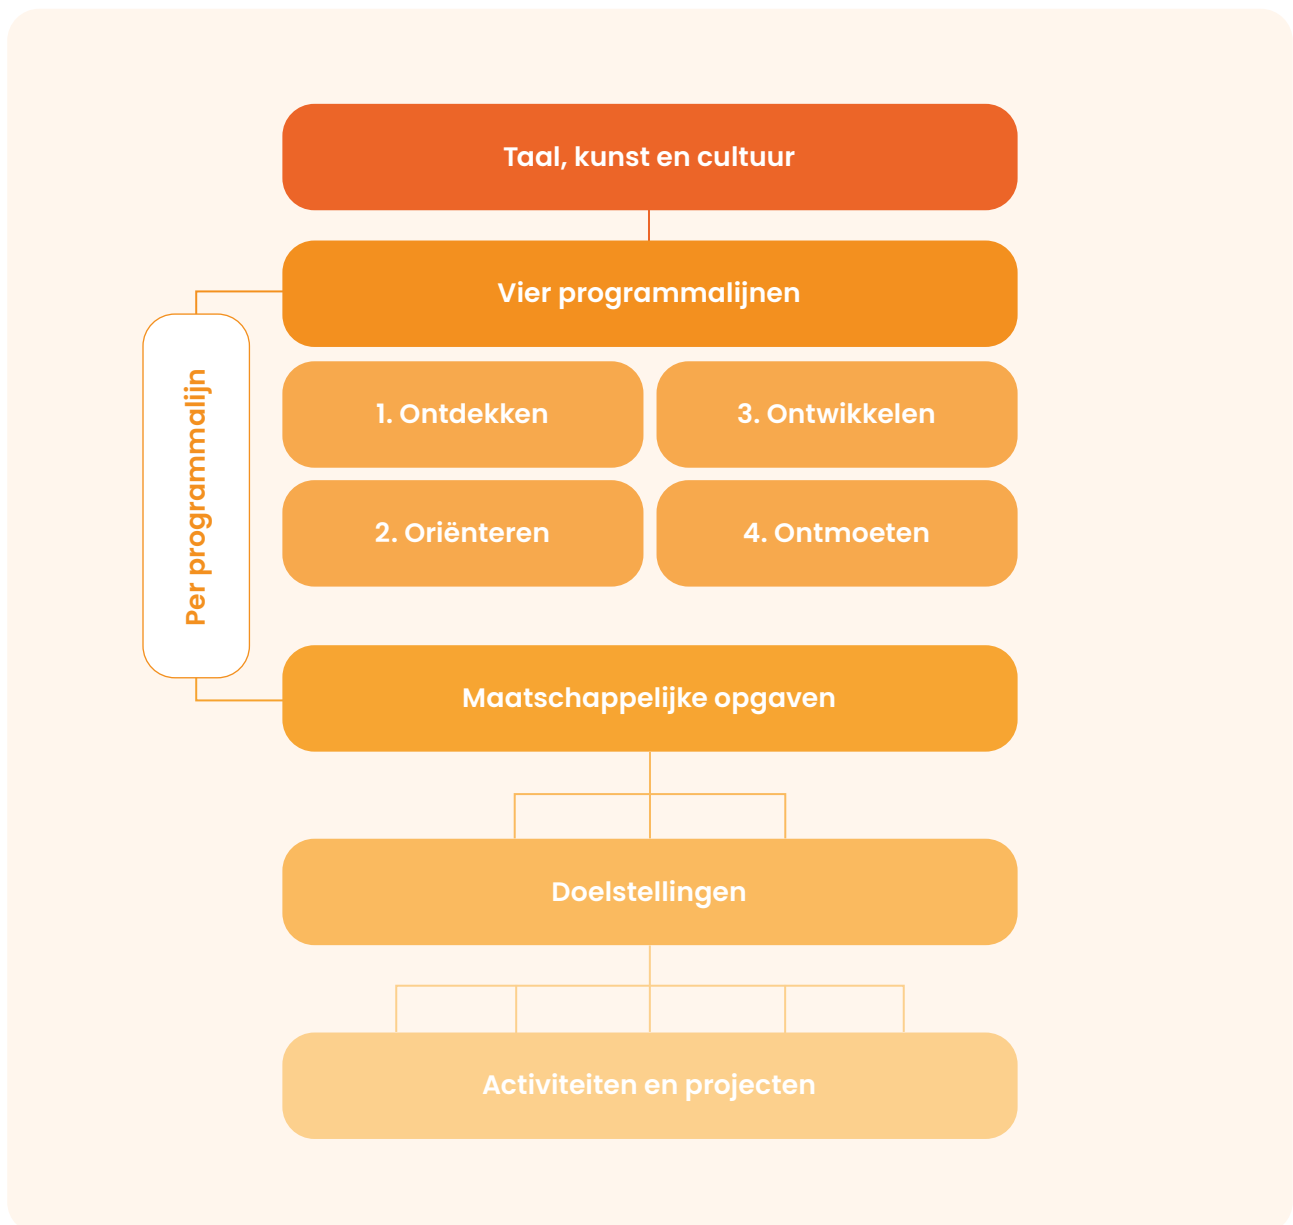 Taal, kunst en cultuur
Vier programmalijnen
Per programmalijn
1. Ontdekken
3. Ontwikkelen
2. Oriënteren
4. Ontmoeten
Maatschappelijke opgaven
Doelstellingen
Activiteiten en projecten